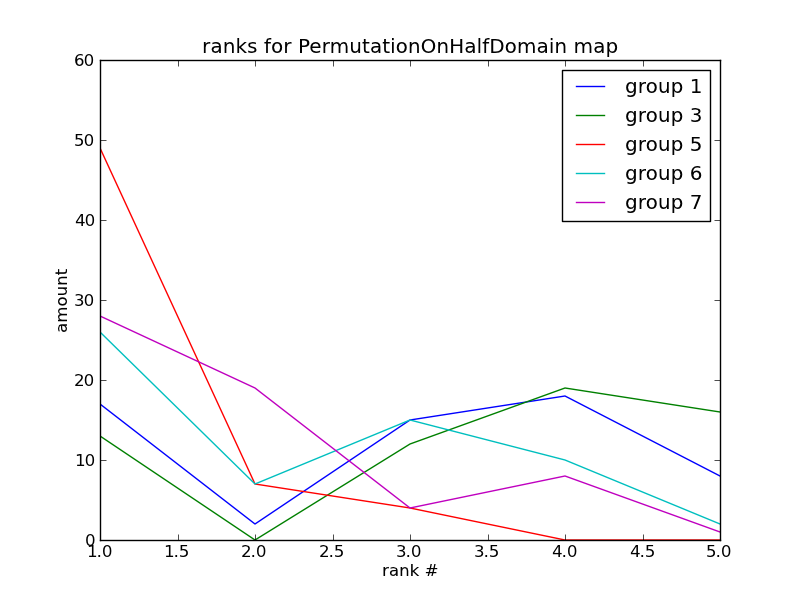 ranks for PermutationOnHalfDomain map
60
50
40
30
20
10
0
amount
group 1
group 3
group 5
group 6
group 7
1.0 1.5 2.0 2.5 3.0 3.5 4.0 4.5 5.0
rank #